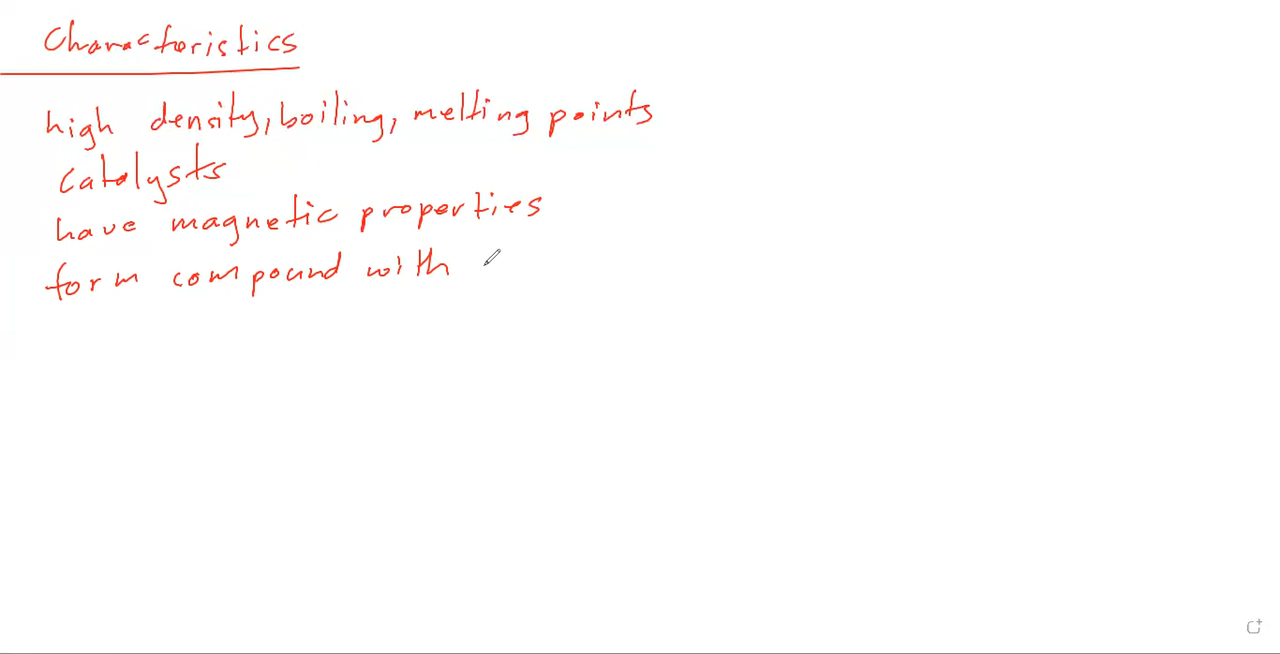 Characteristics
high density, boiling, melting points
catalysts
have magnetic properties
form compound with